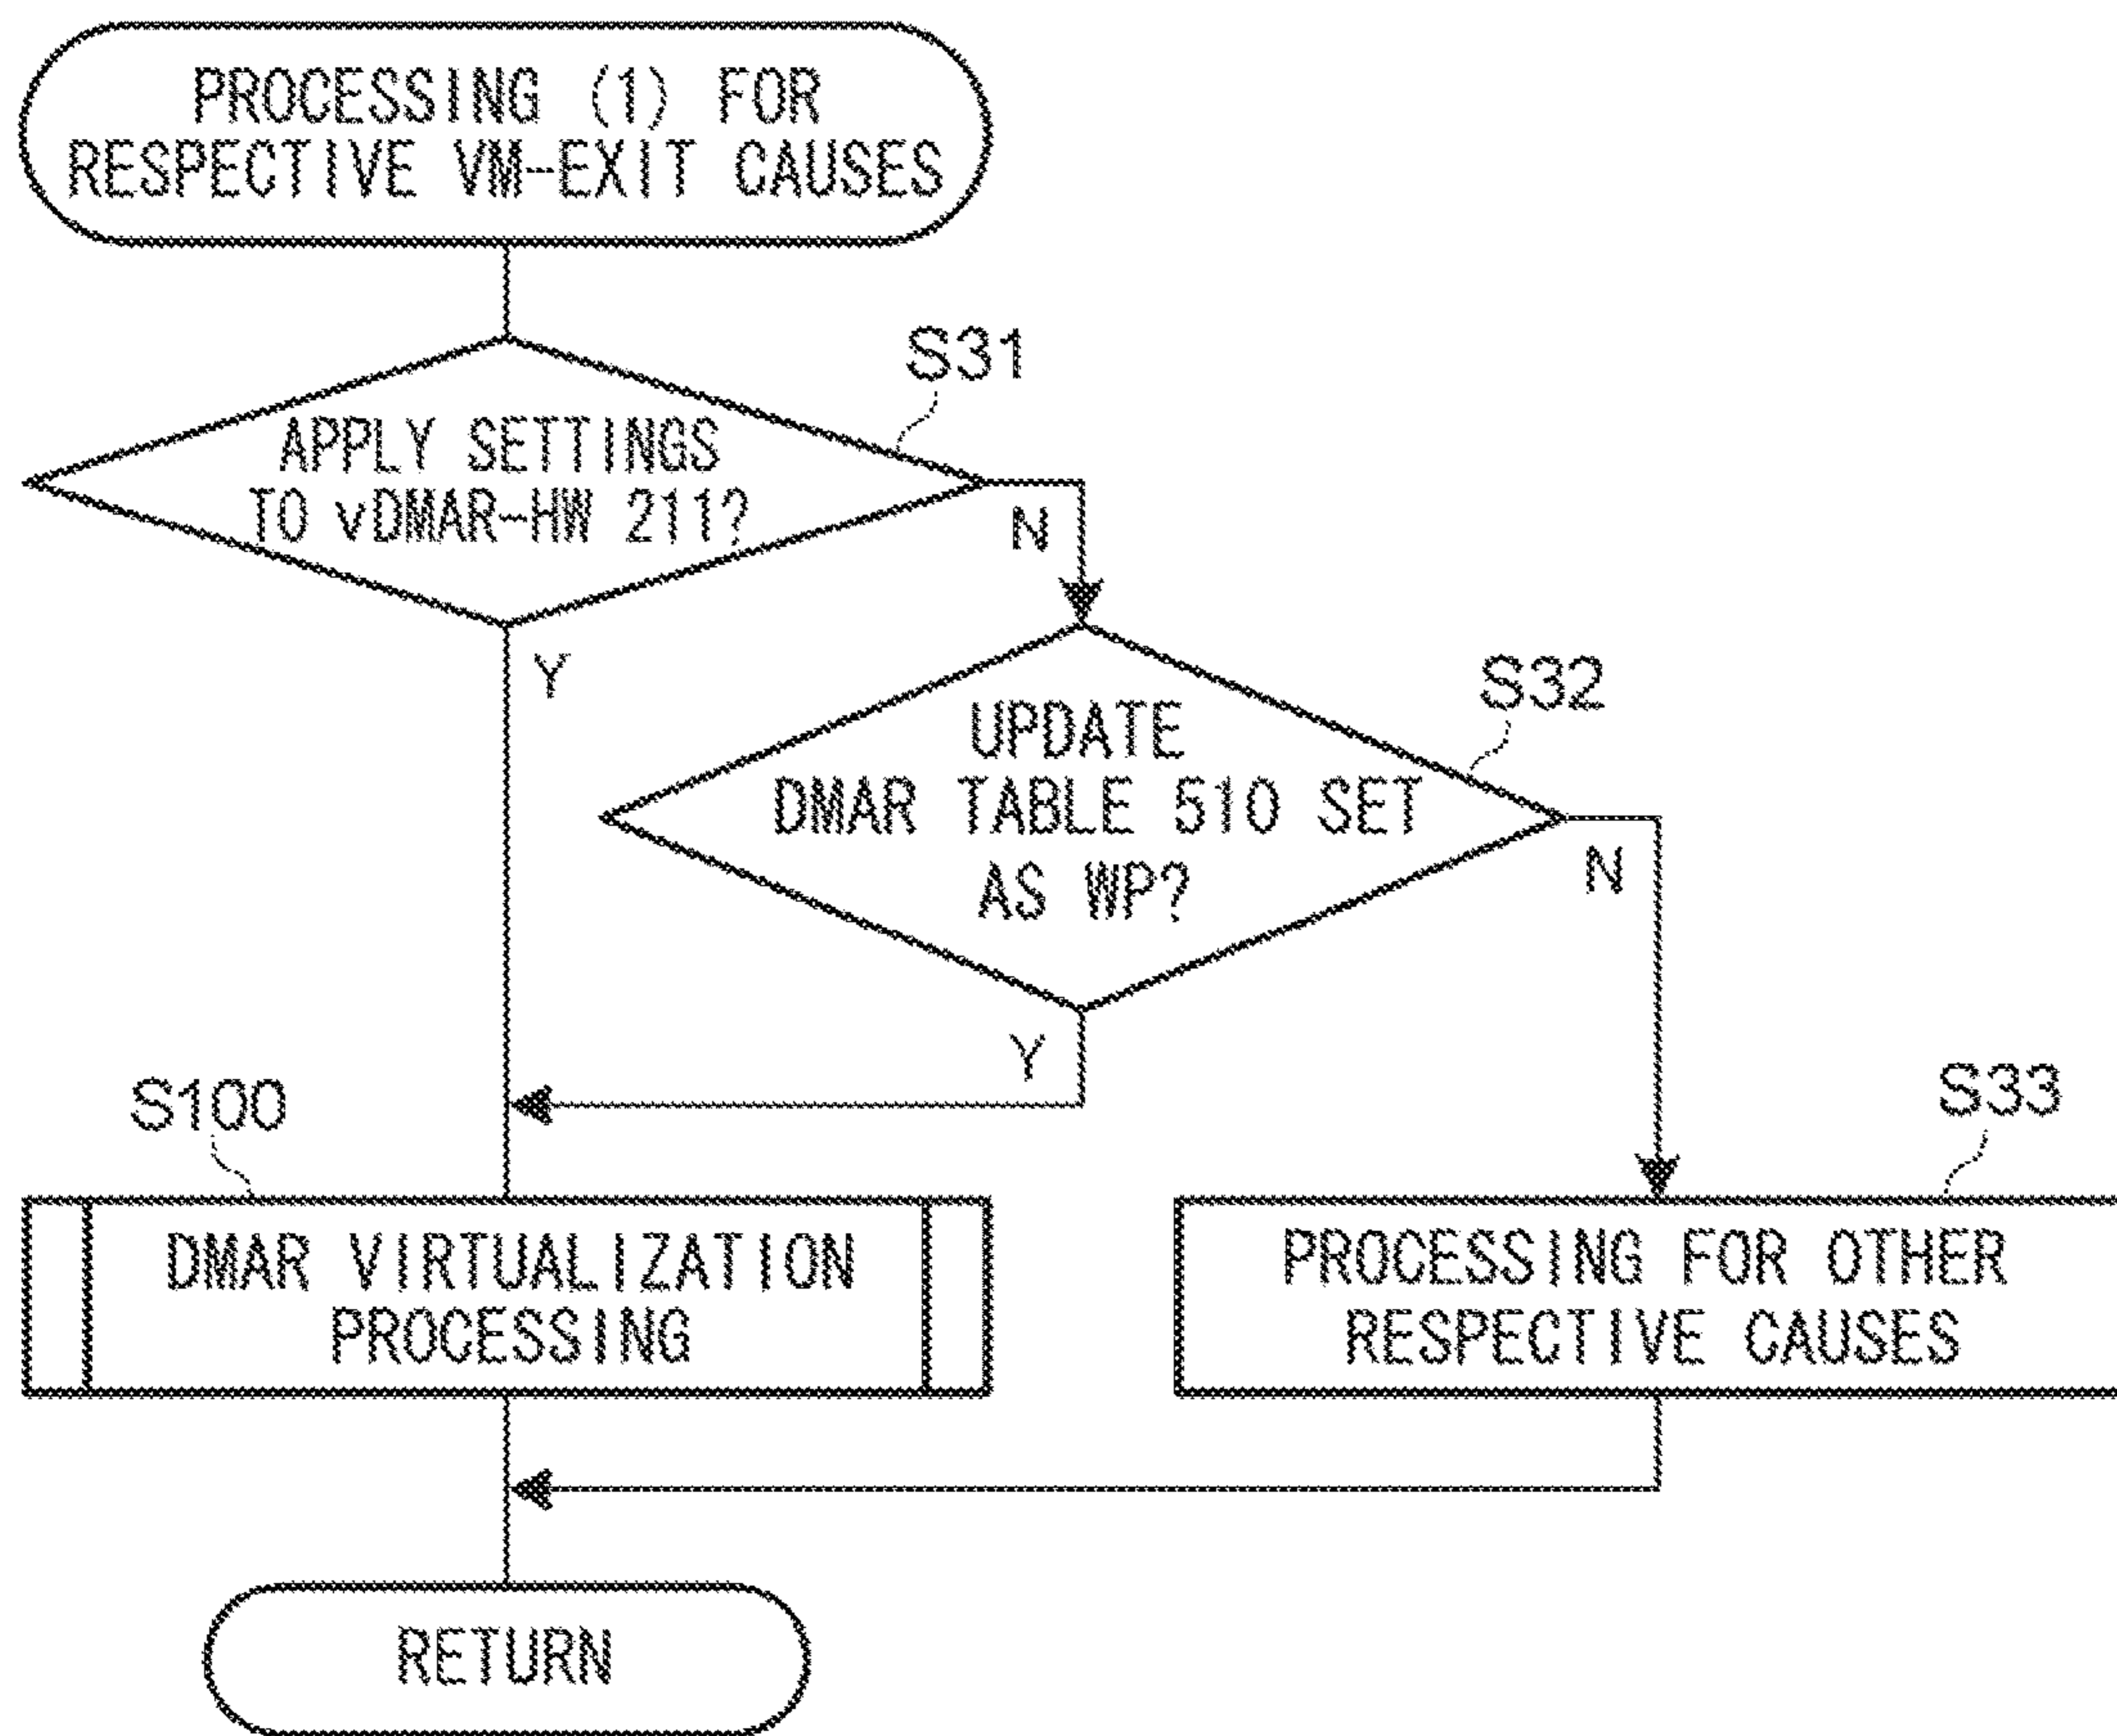 PROCESSING (1) FOR
RESPECTIVE VM-EXIT CAUSES
S31
APPLY SETTINGS
TO vDMAR-HW 211?
N
Y
S32
UPDATE
DMAR TABLE 510 SET
AS WP?
N
Y
S100
S33
DMAR VIRTUALIZATION
PROCESSING
PROCESSING FOR OTHER
RESPECTIVE CAUSES
RETURN